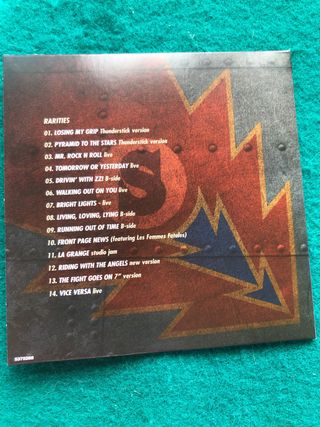 RARITIES
01. LOSING MY GRIP Thunderstick version
02. PYRAMID TO THE STARS Thunderstick version
03. MR. ROCK N ROLL live
04. TOMORROW OR YESTERDAY live
05. DRIVIN' WITH ZZ! B-side
06. WALKING OUT ON YOU live
07. BRIGHT LIGHTS - live
08. LIVING, LOVING, LYING B-side
09. RUNNING OUT OF TIME B-side
10. FRONT PAGE NEWS (featuring Les Femmes Fatales)
11. LA GRANGE studio jam
12. RIDING WITH THE ANGELS new version
13. THE FIGHT GOES ON 7" version
14. VICE VERSA live